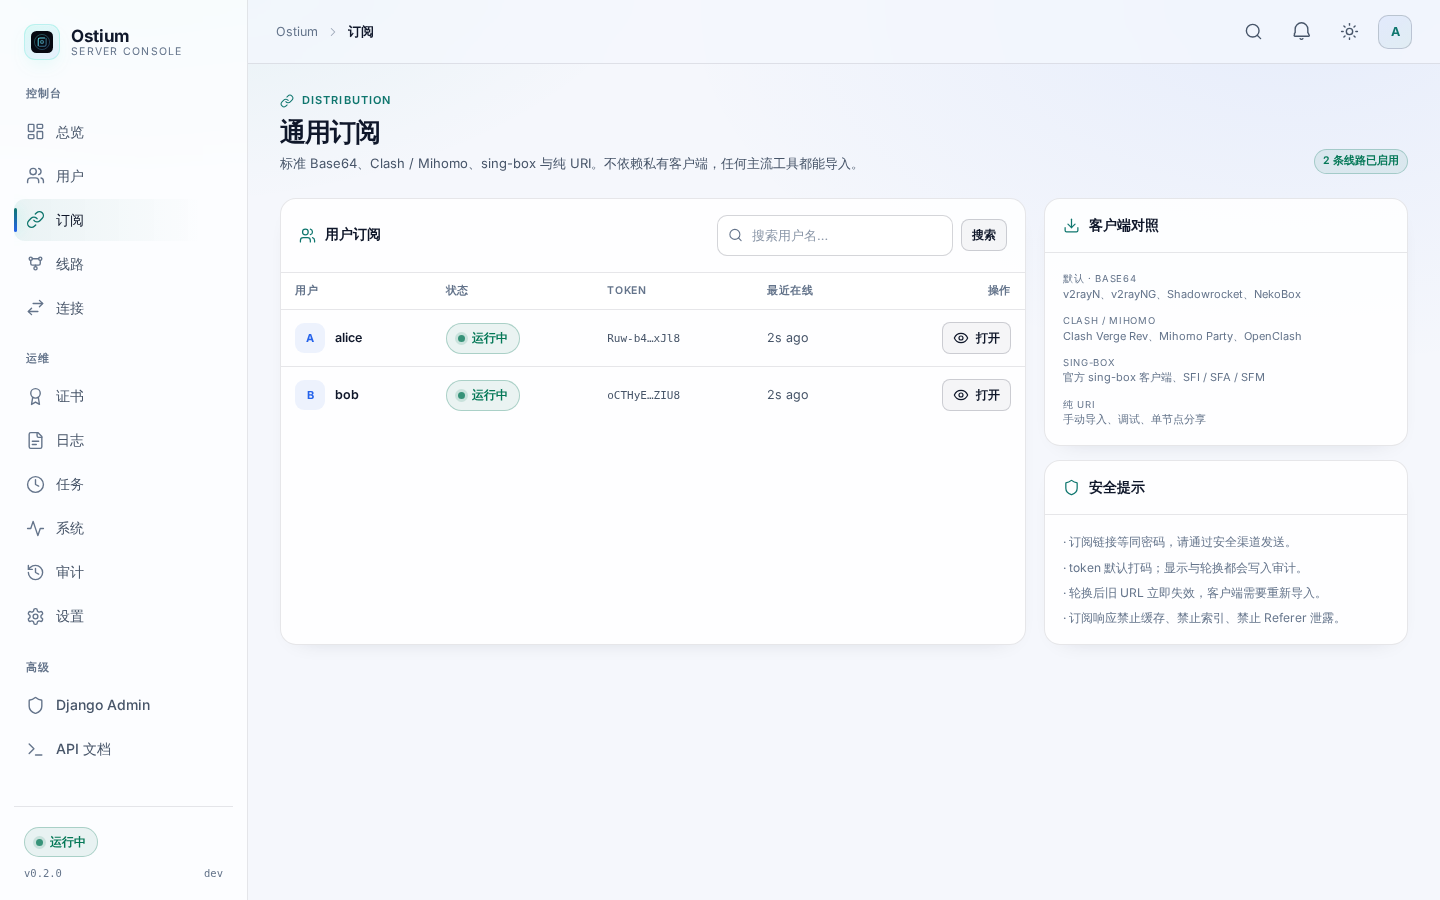 Ostium
SERVER CONSOLE
控制台
总览
用户
订阅
线路
连接
运维
证书
日志
任务
系统
审计
设置
高级
Django Admin
API 文档
运行中
v0.2.0 dev
Ostium 订阅
A
DISTRIBUTION
通用订阅
标准 Base64、Clash / Mihomo、sing-box 与纯 URI。不依赖私有客户端，任何主流工具都能导入。
2 条线路已启用
用户订阅
搜索用户名...
搜索
用户 状态 TOKEN 最近在线 操作
A alice 运行中 Ruw-b4…xJl8 2s ago 打开
B bob 运行中 oCTHyE…ZIU8 2s ago 打开
客户端对照
默认 · BASE64
v2rayN、v2rayNG、Shadowrocket、NekoBox
CLASH / MIHOMO
Clash Verge Rev、Mihomo Party、OpenClash
SING-BOX
官方 sing-box 客户端、SFI / SFA / SFM
纯 URI
手动导入、调试、单节点分享
安全提示
· 订阅链接等同密码，请通过安全渠道发送。
· token 默认打码；显示与轮换都会写入审计。
· 轮换后旧 URL 立即失效，客户端需要重新导入。
· 订阅响应禁止缓存、禁止索引、禁止 Referer 泄露。